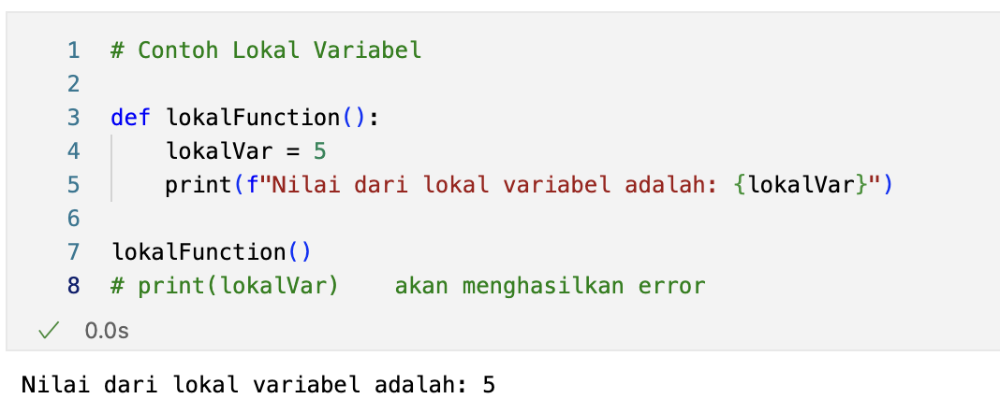 1 # Contoh Lokal Variabel
2
3 def lokalFunction():
4     lokalVar = 5
5     print(f"Nilai dari lokal variabel adalah: {lokalVar}")
6
7 lokalFunction()
8 # print(lokalVar)    akan menghasilkan error
✓ 0.0s
Nilai dari lokal variabel adalah: 5